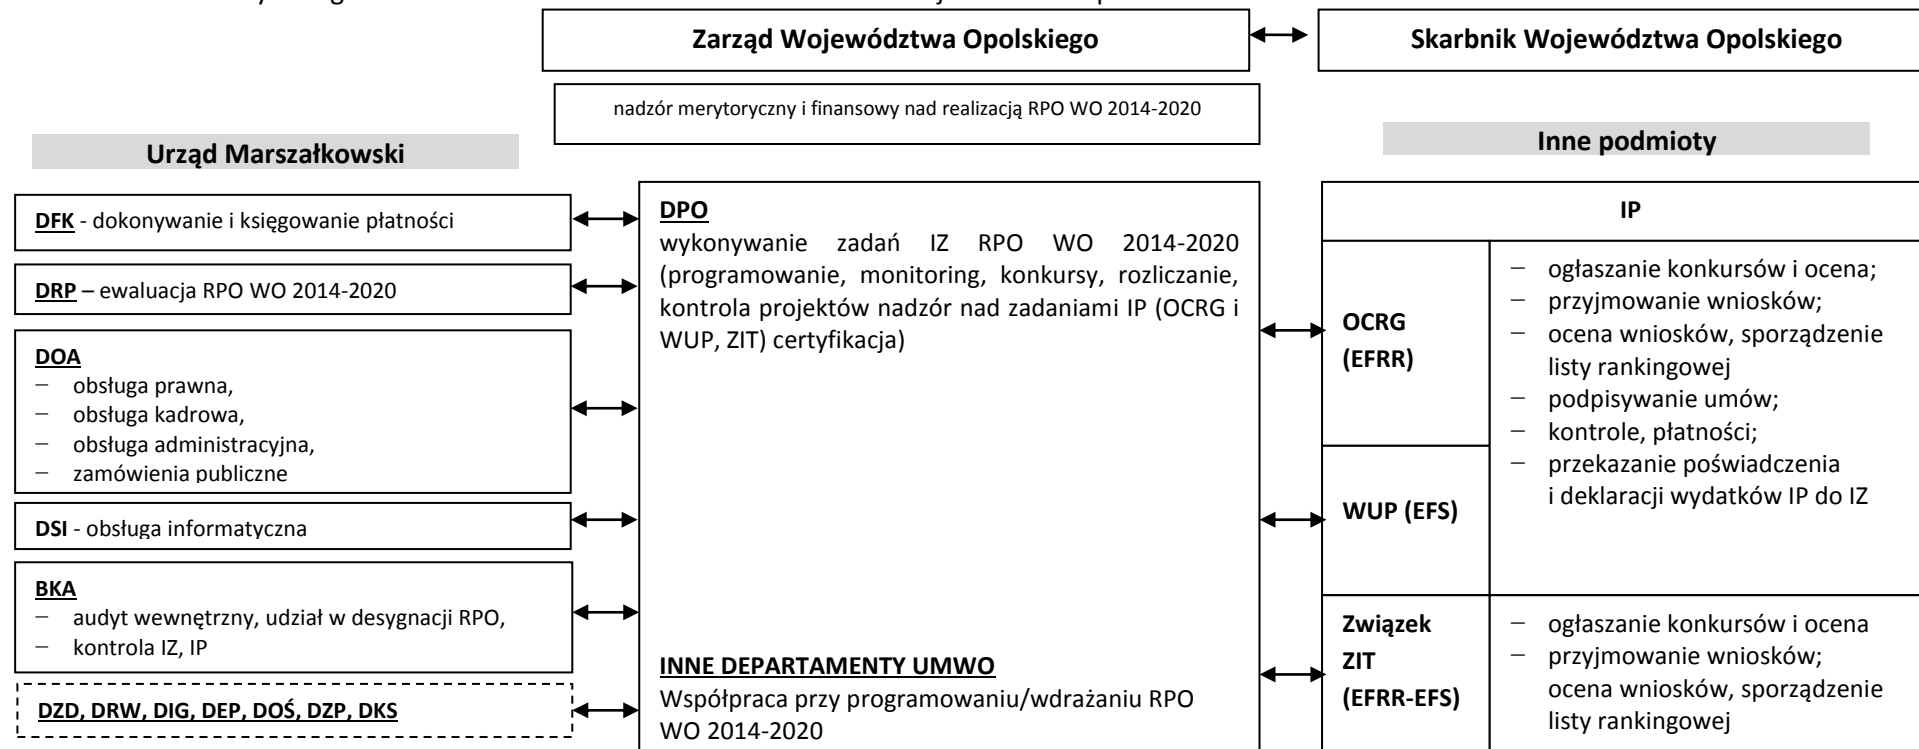 Zarząd Województwa Opolskiego
Skarbnik Województwa Opolskiego
nadzór merytoryczny i finansowy nad realizacją RPO WO 2014-2020
Urząd Marszałkowski
Inne podmioty
DFK - dokonywanie i księgowanie płatności
DRP – ewaluacja RPO WO 2014-2020
DOA
– obsługa prawna,
– obsługa kadrowa,
– obsługa administracyjna,
– zamówienia publiczne
DSI - obsługa informatyczna
BKA
– audyt wewnętrzny, udział w desygnacji RPO,
– kontrola IZ, IP
DZD, DRW, DIG, DEP, DOŚ, DZP, DKS
DPO
wykonywanie zadań IZ RPO WO 2014-2020
(programowanie, monitoring, konkursy, rozliczanie,
kontrola projektów nadzór nad zadaniami IP (OCRG i
WUP, ZIT) certyfikacja)
INNE DEPARTAMENTY UMWO
Współpraca przy programowaniu/wdrażaniu RPO
WO 2014-2020
IP
OCRG
(EFRR)
WUP (EFS)
– ogłaszanie konkursów i ocena;
– przyjmowanie wniosków;
– ocena wniosków, sporządzenie
listy rankingowej
– podpisywanie umów;
– kontrole, płatności;
– przekazanie poświadczenia
i deklaracji wydatków IP do IZ
Związek
ZIT
(EFRR-EFS)
– ogłaszanie konkursów i ocena
– przyjmowanie wniosków;
ocena wniosków, sporządzenie
listy rankingowej